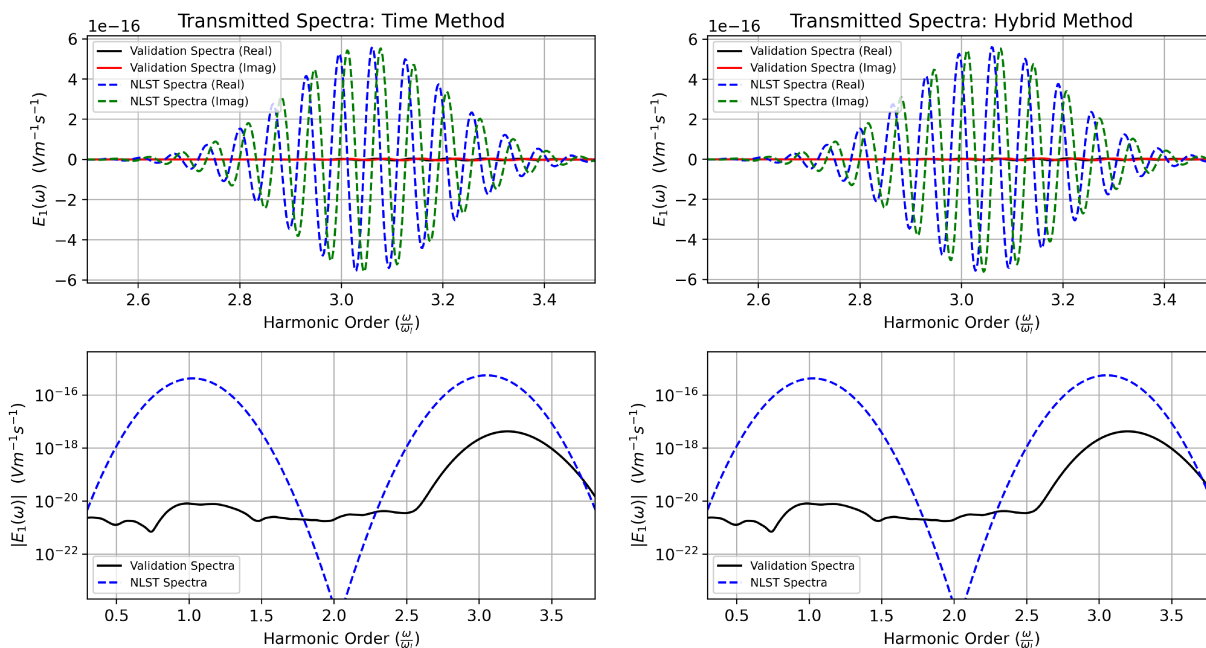 Transmitted Spectra: Time Method
1e−16
Validation Spectra (Real)
Validation Spectra (Imag)
NLST Spectra (Real)
NLST Spectra (Imag)
6
4
2
0
−2
−4
−6
E₁(ω) (Vm⁻¹s⁻¹)
2.6 2.8 3.0 3.2 3.4
Harmonic Order (ω/ωₗ)
Transmitted Spectra: Hybrid Method
1e−16
Validation Spectra (Real)
Validation Spectra (Imag)
NLST Spectra (Real)
NLST Spectra (Imag)
6
4
2
0
−2
−4
−6
E₁(ω) (Vm⁻¹s⁻¹)
2.6 2.8 3.0 3.2 3.4
Harmonic Order (ω/ωₗ)
10⁻¹⁶
10⁻¹⁸
10⁻²⁰
10⁻²²
|E₁(ω)| (Vm⁻¹s⁻¹)
Validation Spectra
NLST Spectra
0.5 1.0 1.5 2.0 2.5 3.0 3.5
Harmonic Order (ω/ωₗ)
10⁻¹⁶
10⁻¹⁸
10⁻²⁰
10⁻²²
|E₁(ω)| (Vm⁻¹s⁻¹)
Validation Spectra
NLST Spectra
0.5 1.0 1.5 2.0 2.5 3.0 3.5
Harmonic Order (ω/ωₗ)